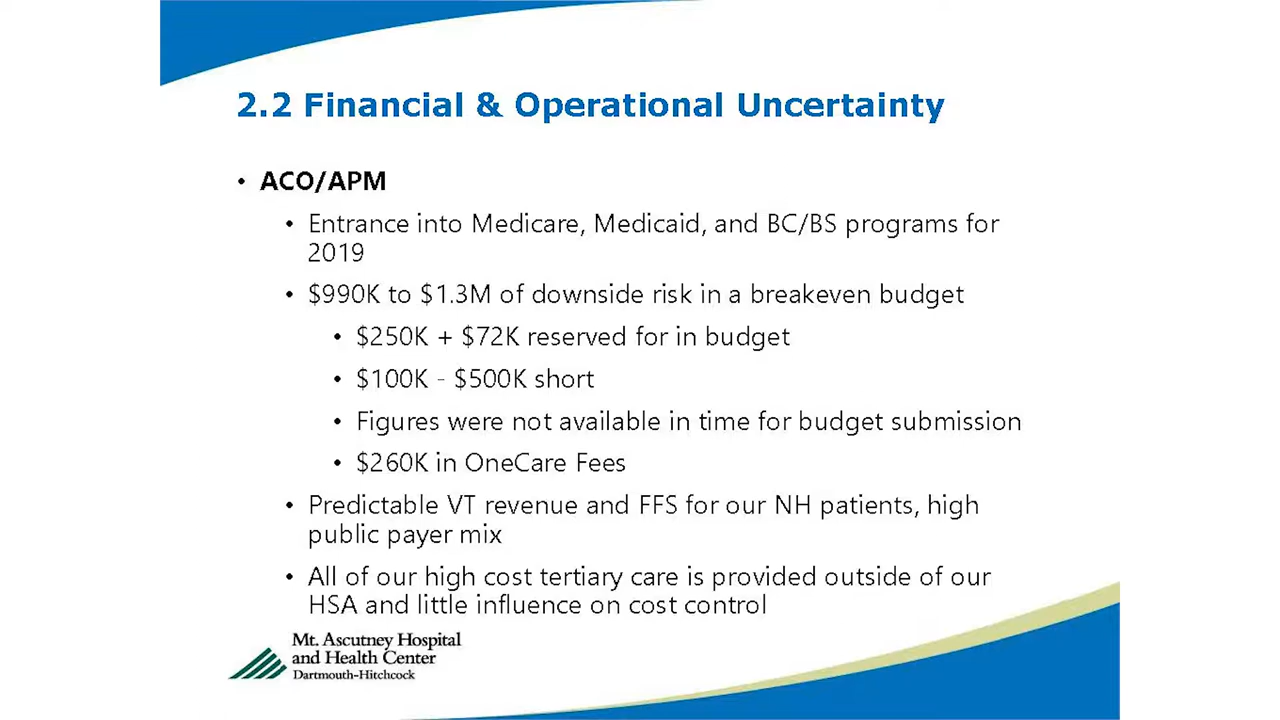 2.2 Financial & Operational Uncertainty
• ACO/APM
• Entrance into Medicare, Medicaid, and BC/BS programs for
2019
• $990K to $1.3M of downside risk in a breakeven budget
• $250K + $72K reserved for in budget
• $100K - $500K short
• Figures were not available in time for budget submission
• $260K in OneCare Fees
• Predictable VT revenue and FFS for our NH patients, high
public payer mix
• All of our high cost tertiary care is provided outside of our
HSA and little influence on cost control
Mt. Ascutney Hospital
and Health Center
Dartmouth-Hitchcock